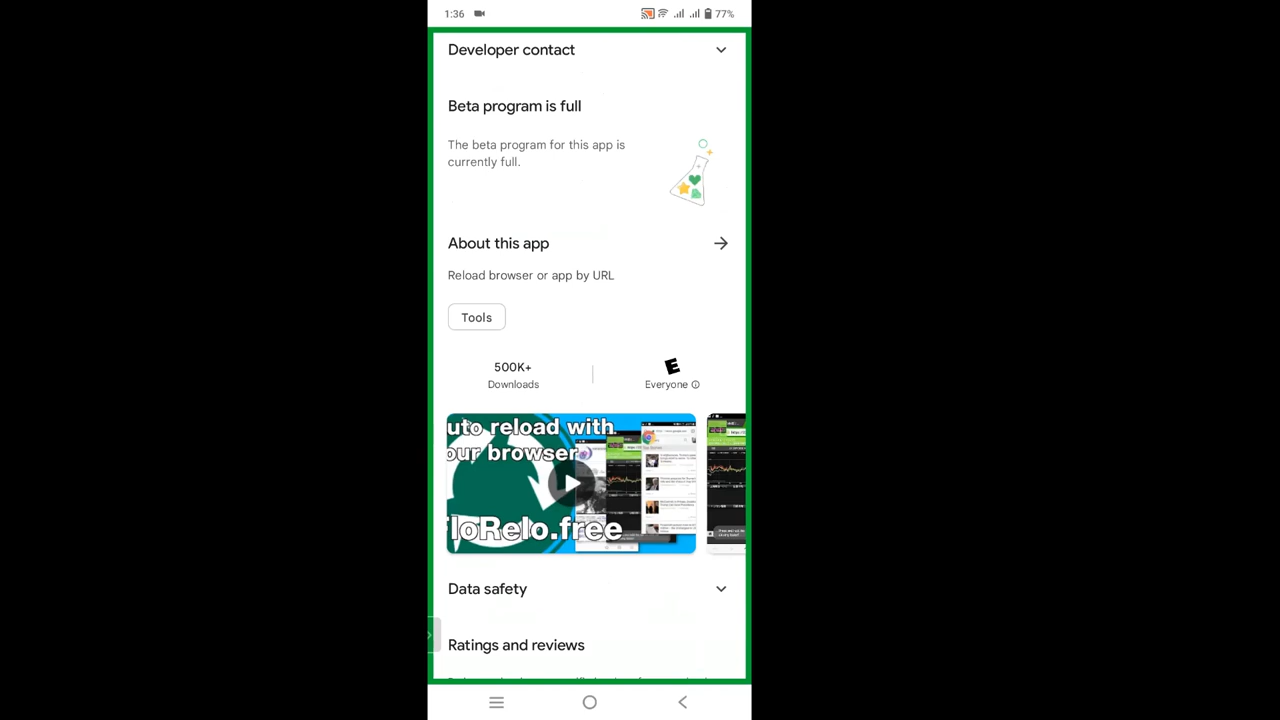 1:36
77%
Developer contact
Beta program is full
The beta program for this app is
currently full.
About this app
Reload browser or app by URL
Tools
500K+
Downloads
E
Everyone
uto reload with
our browser
loRelo.free
Data safety
Ratings and reviews